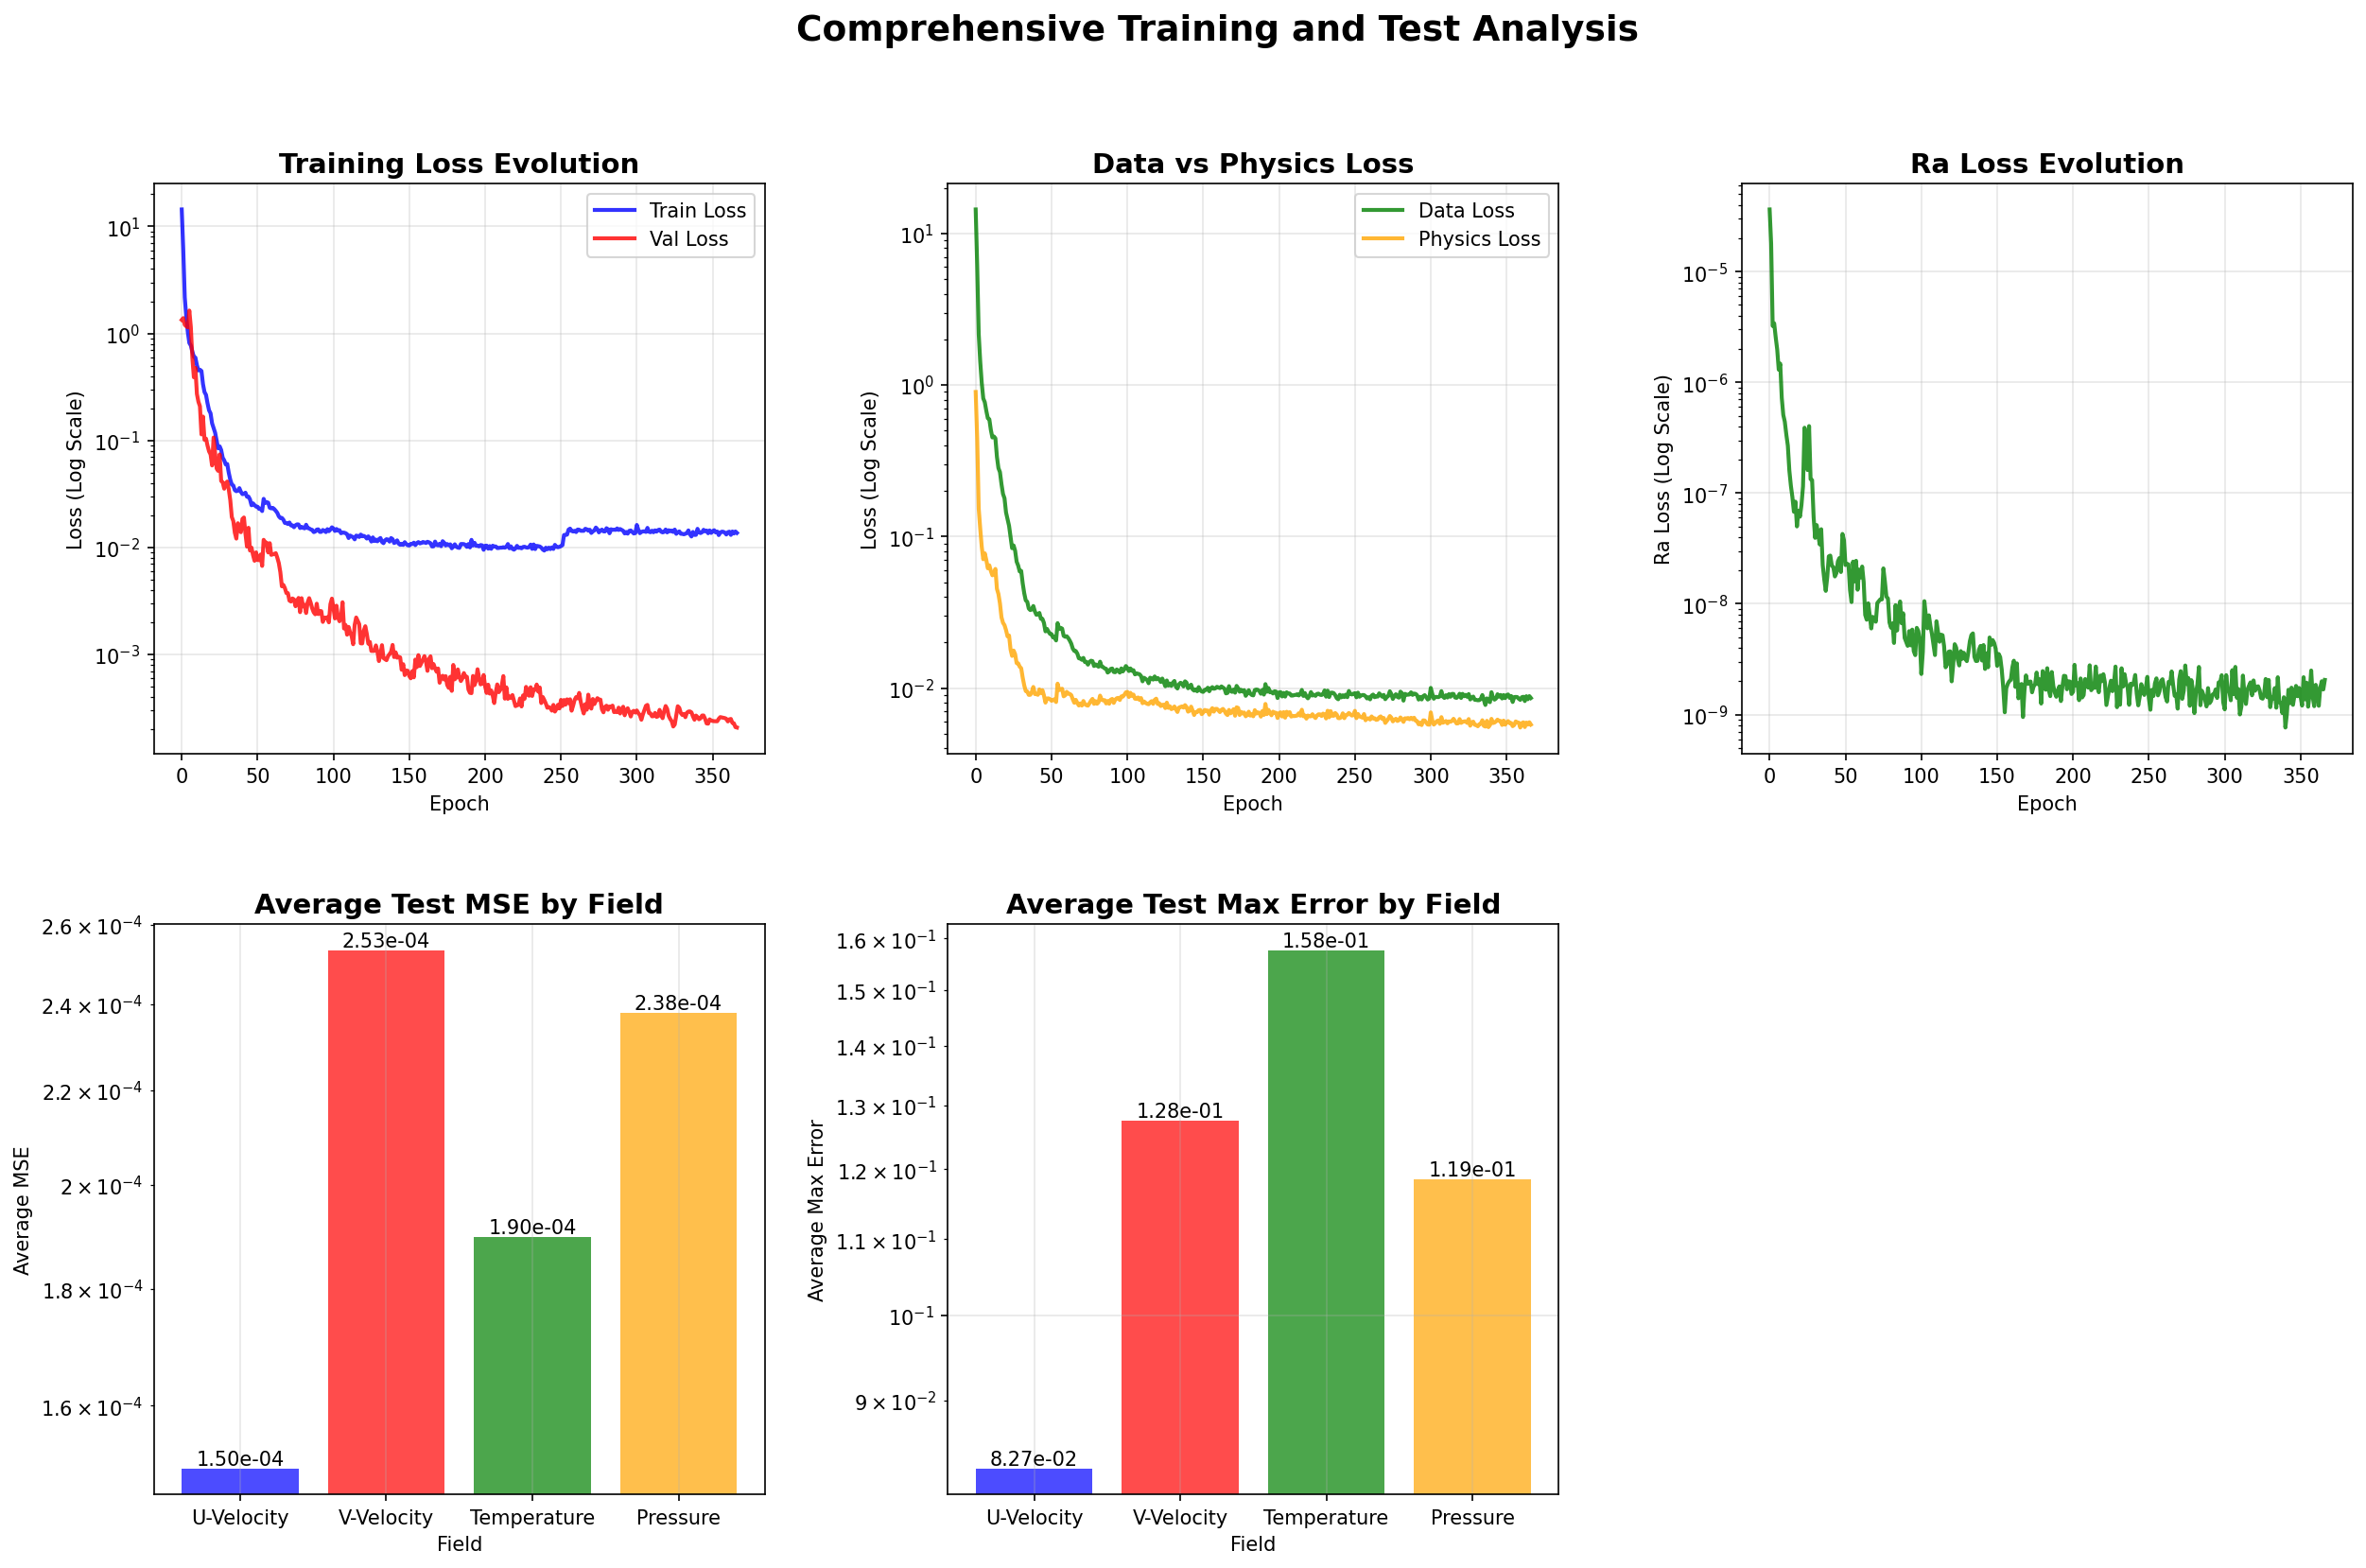 Comprehensive Training and Test Analysis
Training Loss Evolution
Loss (Log Scale)
10¹
10⁰
10⁻¹
10⁻²
10⁻³
Train Loss
Val Loss
0 50 100 150 200 250 300 350
Epoch
Data vs Physics Loss
Loss (Log Scale)
10¹
10⁰
10⁻¹
10⁻²
Data Loss
Physics Loss
0 50 100 150 200 250 300 350
Epoch
Ra Loss Evolution
Ra Loss (Log Scale)
10⁻⁵
10⁻⁶
10⁻⁷
10⁻⁸
10⁻⁹
0 50 100 150 200 250 300 350
Epoch
Average Test MSE by Field
Average MSE
2.6 × 10⁻⁴
2.4 × 10⁻⁴
2.2 × 10⁻⁴
2 × 10⁻⁴
1.8 × 10⁻⁴
1.6 × 10⁻⁴
1.50e-04
2.53e-04
1.90e-04
2.38e-04
U-Velocity V-Velocity Temperature Pressure
Field
Average Test Max Error by Field
Average Max Error
1.6 × 10⁻¹
1.5 × 10⁻¹
1.4 × 10⁻¹
1.3 × 10⁻¹
1.2 × 10⁻¹
1.1 × 10⁻¹
10⁻¹
9 × 10⁻²
8.27e-02
1.28e-01
1.58e-01
1.19e-01
U-Velocity V-Velocity Temperature Pressure
Field